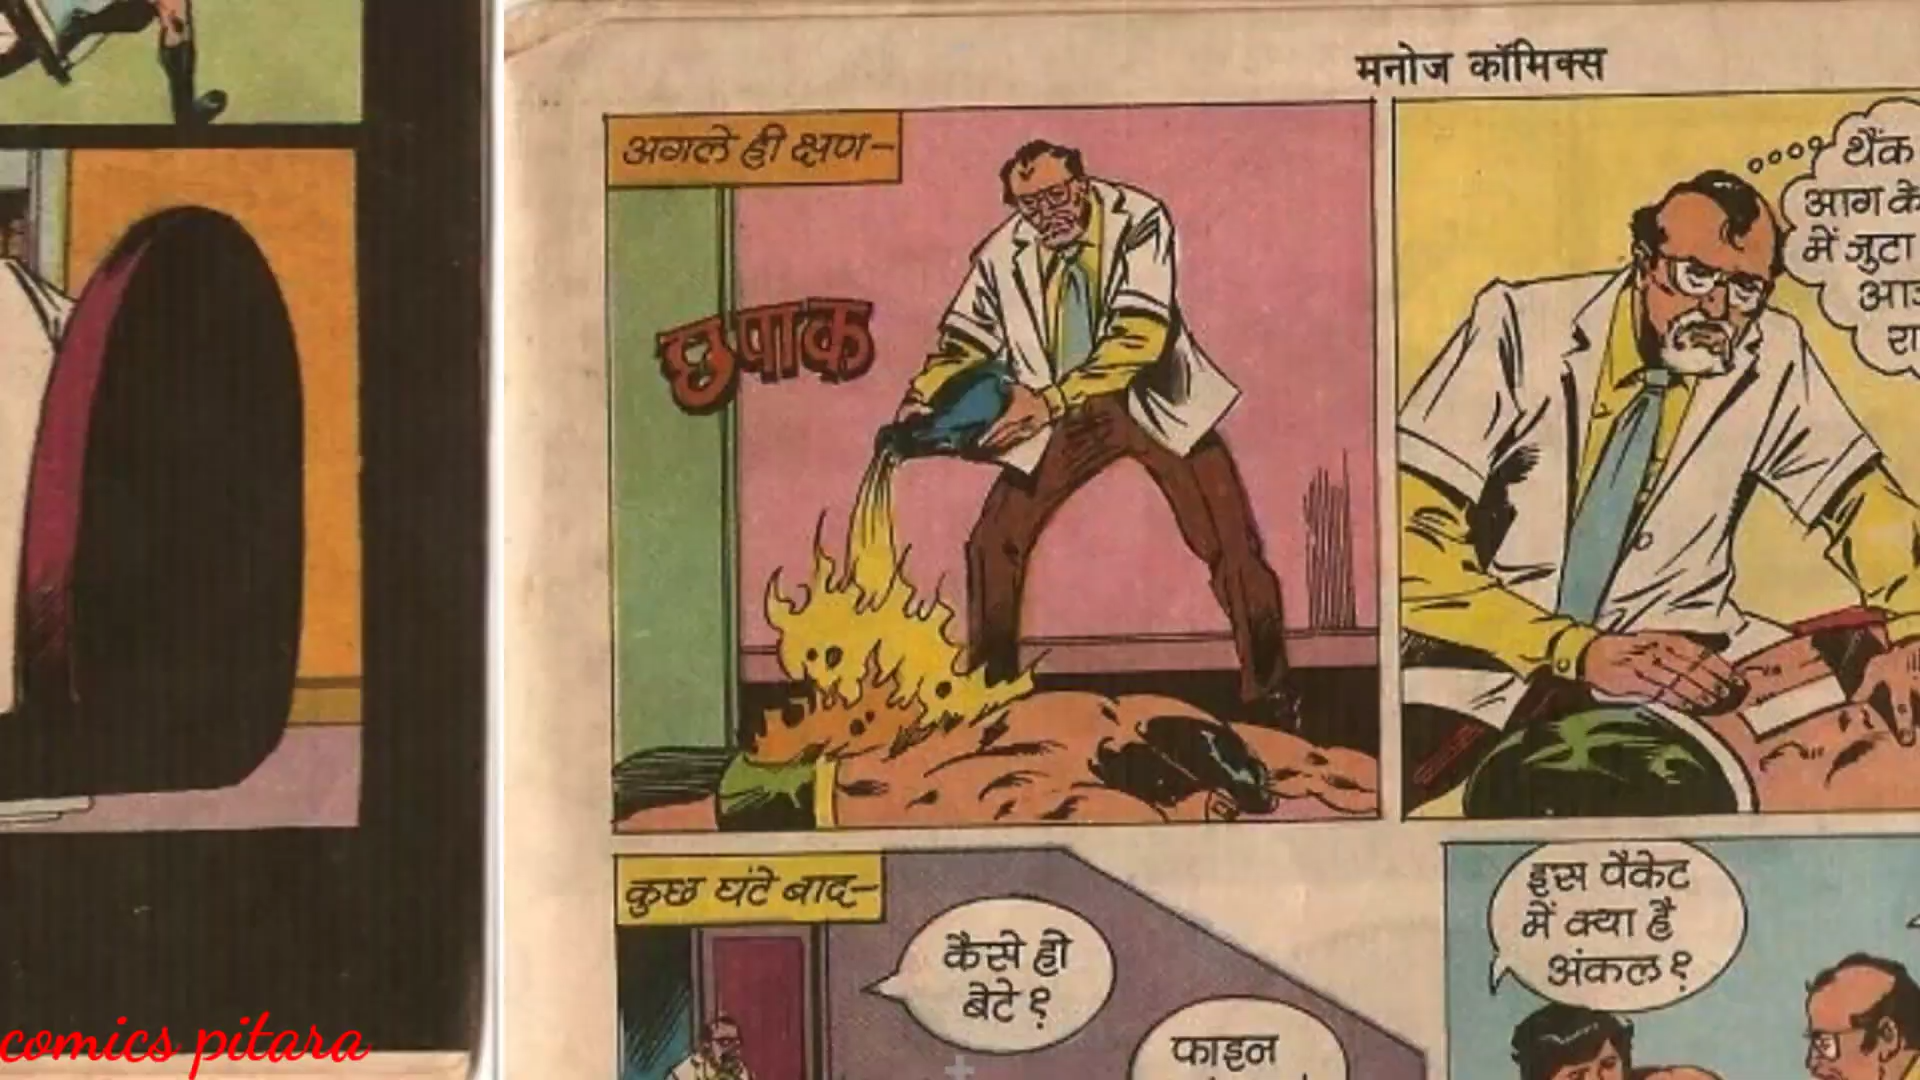 मनोज कॉमिक्स
अगले ही क्षण-
छपाक
थैंक
आग के
में जुटा
कुछ घंटे बाद-
कैसे हो
बेटे ?
फाइन
इस पैकेट
में क्या है
अंकल ?
comics pitara